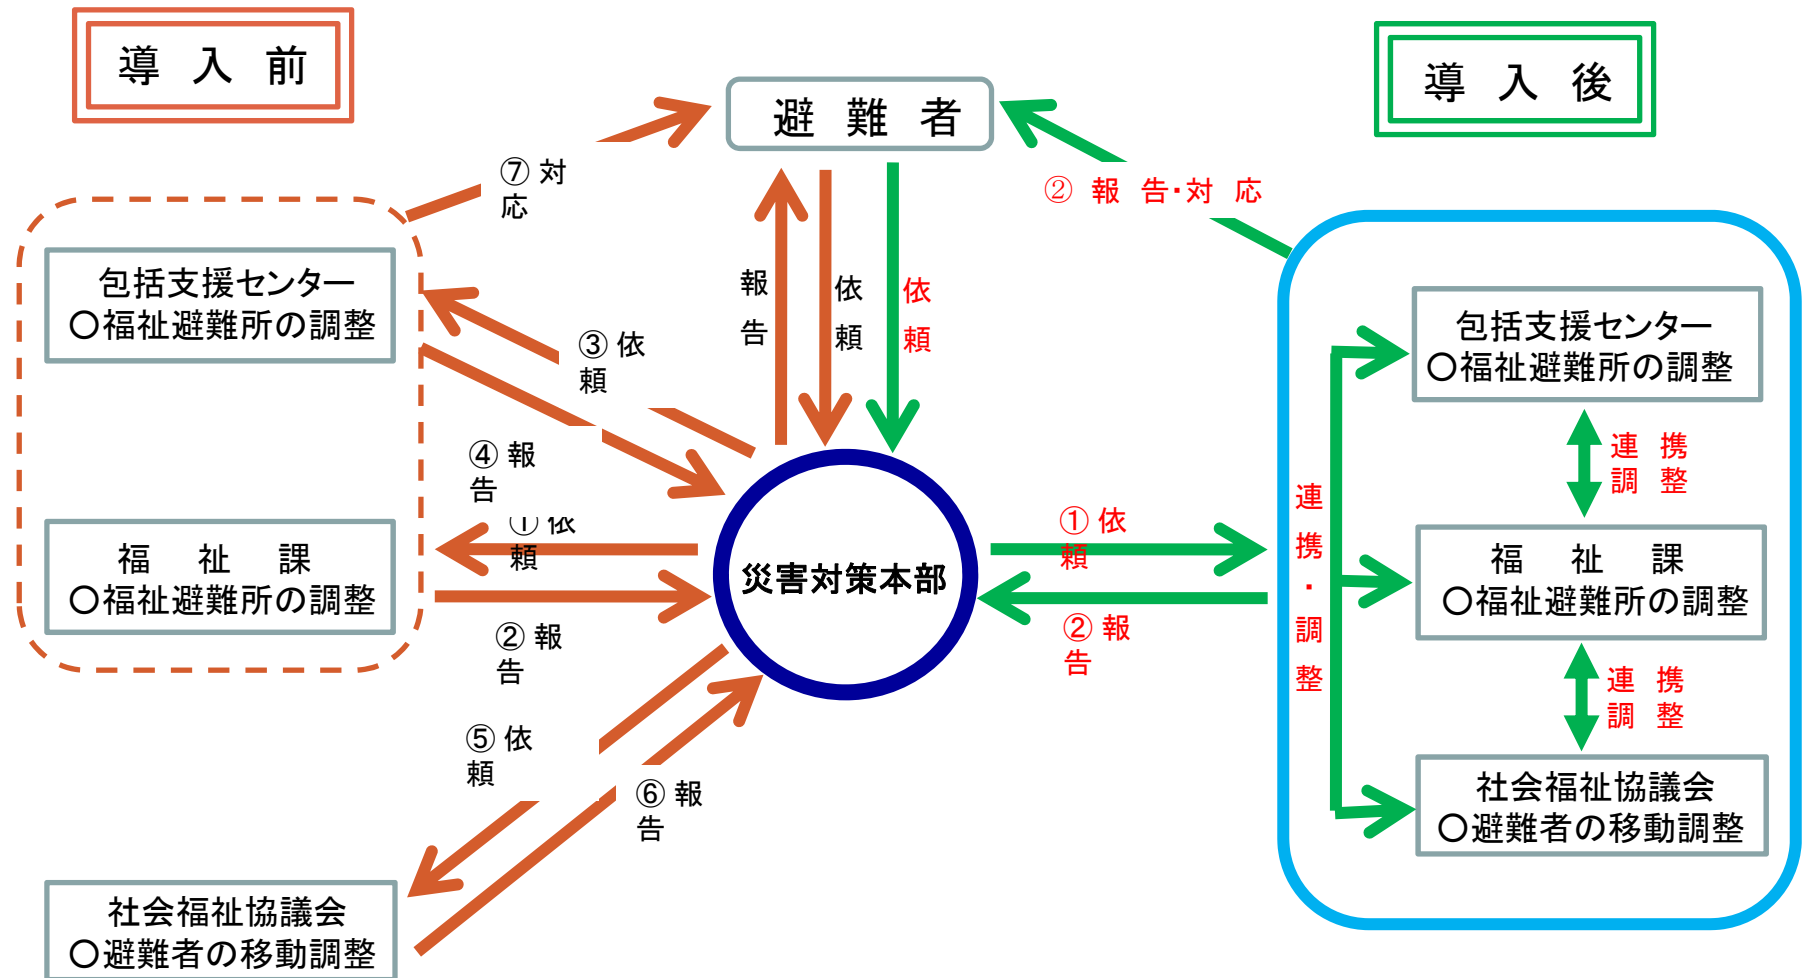 導入前
導入後
避難者
⑦対
応
②報告・対応
包括支援センター
〇福祉避難所の調整
③依
頼
報
告
依
頼
依
頼
包括支援センター
〇福祉避難所の調整
④報
告
連携
調整
福祉課
〇福祉避難所の調整
①依
頼
災害対策本部
①依
頼
連
携
・
調
整
福祉課
〇福祉避難所の調整
②報
告
②報
告
連携
調整
⑤依
頼
⑥報
告
社会福祉協議会
〇避難者の移動調整
社会福祉協議会
〇避難者の移動調整